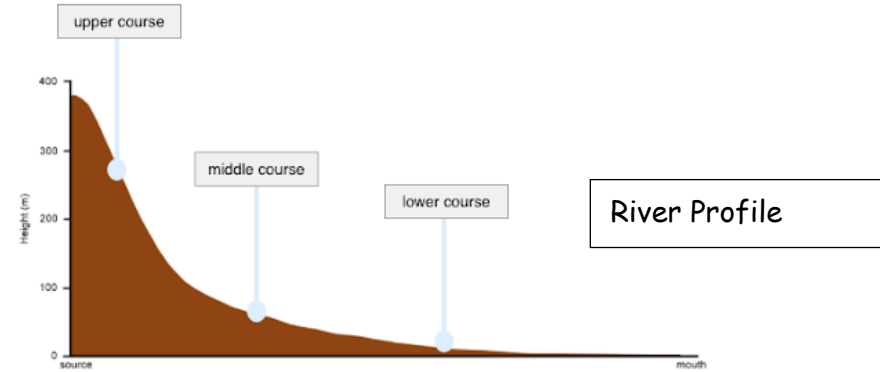 upper course
400
300
middle course
lower course
River Profile
Height (m)
200
100
0
source
mouth